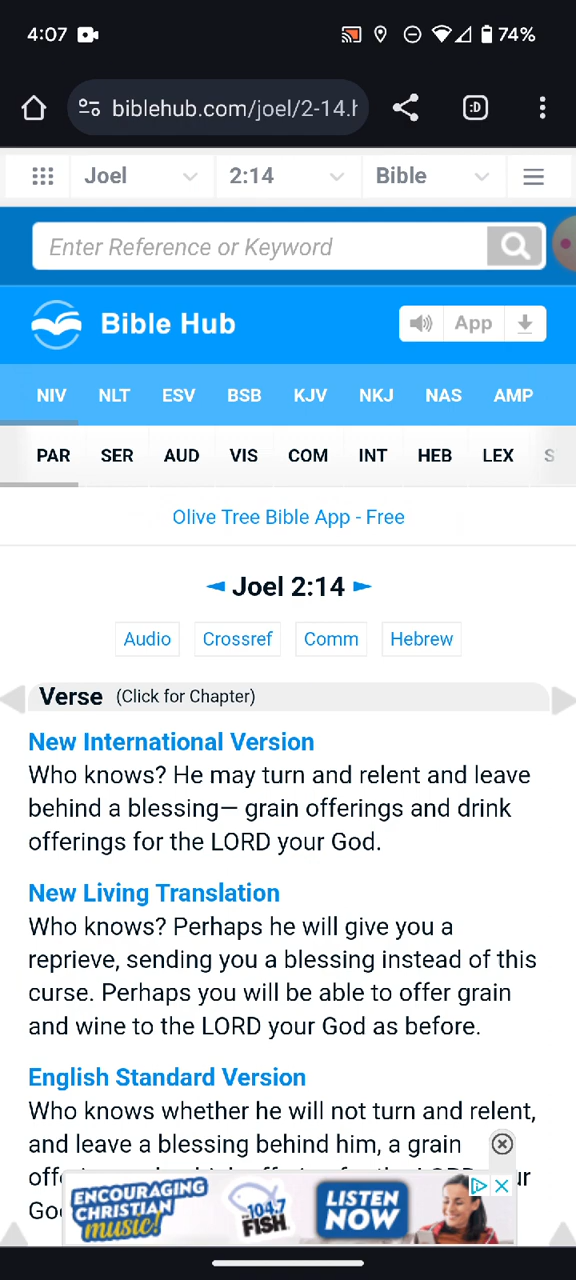 4:07 74%
:D
biblehub.com/joel/2-14.h
Joel 2:14 Bible
Enter Reference or Keyword
Bible Hub App
NIV NLT ESV BSB KJV NKJ NAS AMP
PAR SER AUD VIS COM INT HEB LEX S
Olive Tree Bible App - Free
◄ Joel 2:14 ►
Audio Crossref Comm Hebrew
Verse (Click for Chapter)
New International Version
Who knows? He may turn and relent and leave
behind a blessing— grain offerings and drink
offerings for the LORD your God.
New Living Translation
Who knows? Perhaps he will give you a
reprieve, sending you a blessing instead of this
curse. Perhaps you will be able to offer grain
and wine to the LORD your God as before.
English Standard Version
Who knows whether he will not turn and relent,
and leave a blessing behind him, a grain
ENCOURAGING
CHRISTIAN
music!
104.7
FISH
LISTEN
NOW